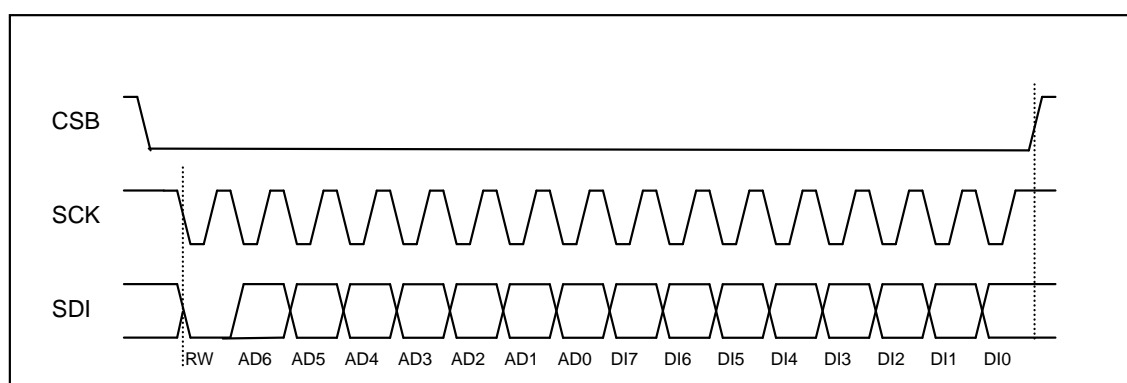 CSB
SCK
SDI
RW AD6 AD5 AD4 AD3 AD2 AD1 AD0 DI7 DI6 DI5 DI4 DI3 DI2 DI1 DI0